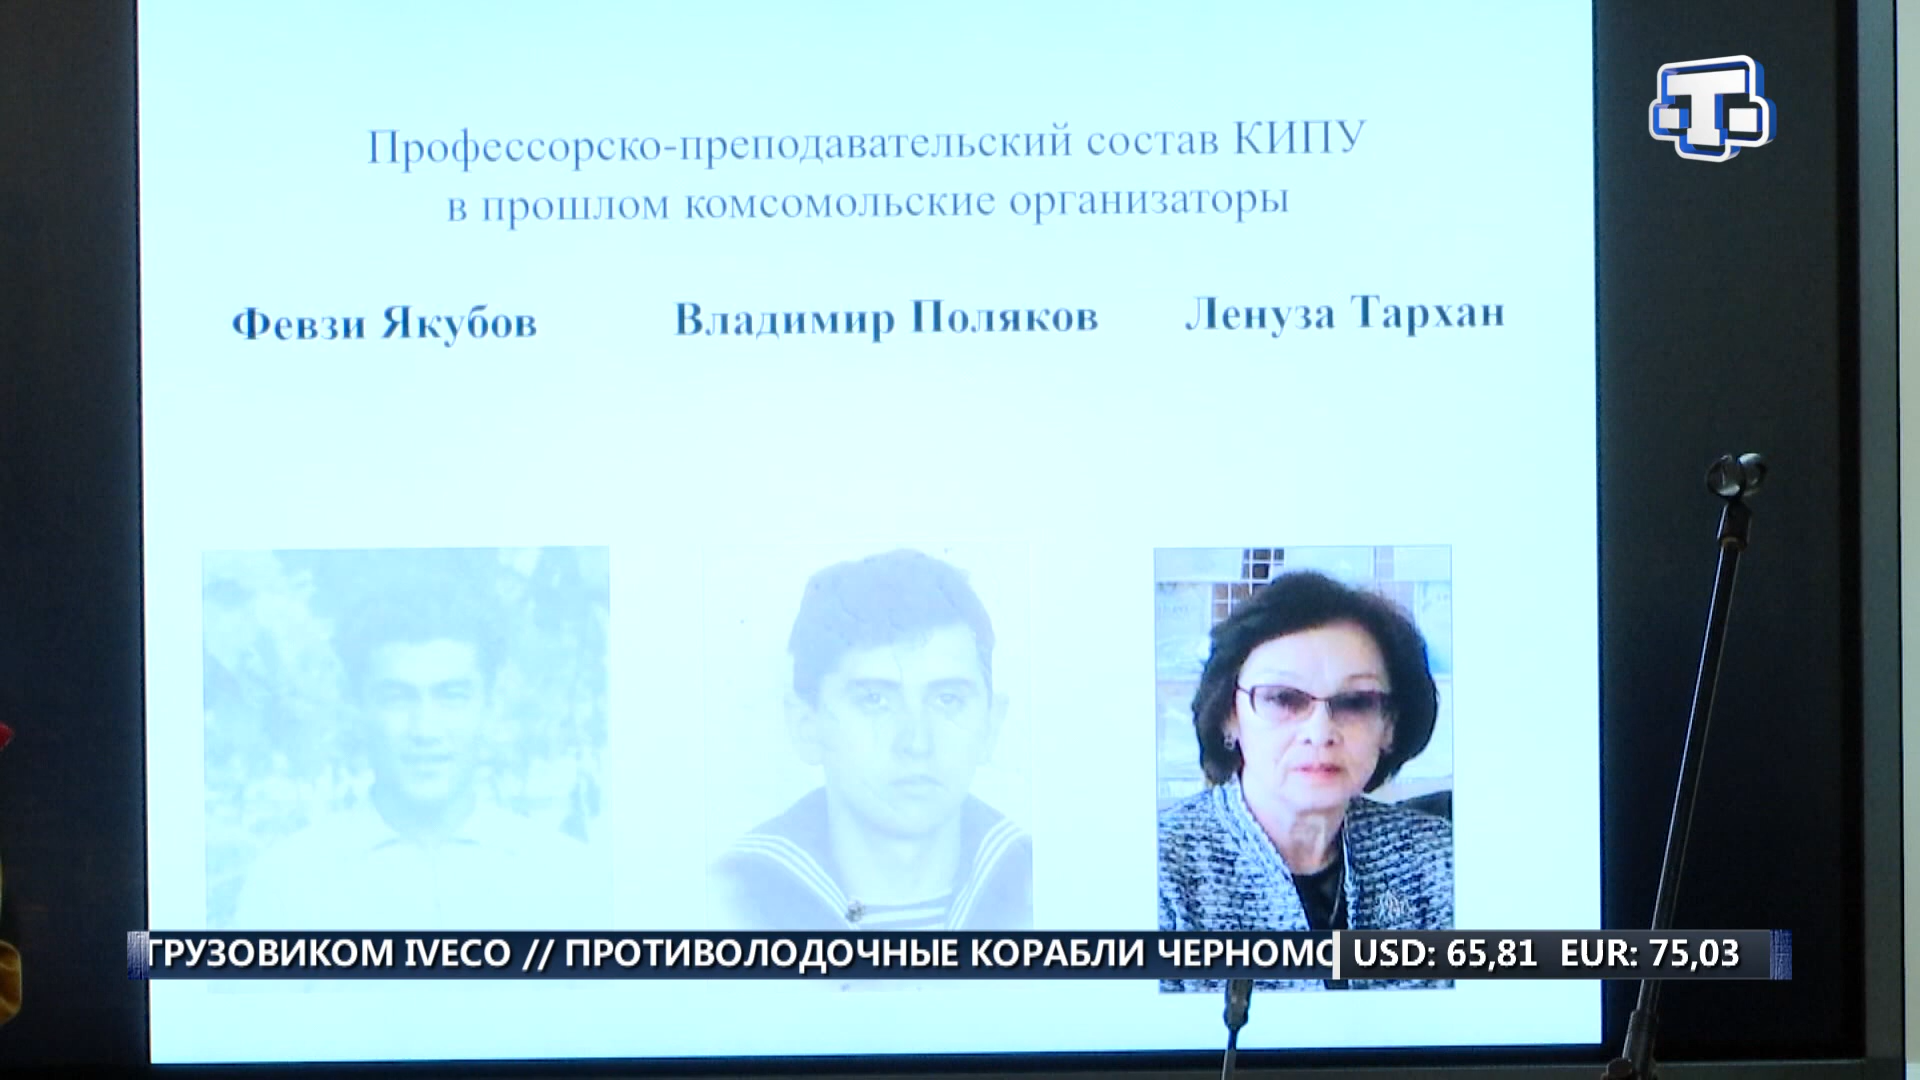 Профессорско-преподавательский состав КИПУ
в прошлом комсомольские организаторы
Февзи Якубов Владимир Поляков Ленуза Тархан
ГРУЗОВИКОМ IVECO // ПРОТИВОЛОДОЧНЫЕ КОРАБЛИ ЧЕРНОМО USD: 65,81 EUR: 75,03
Т